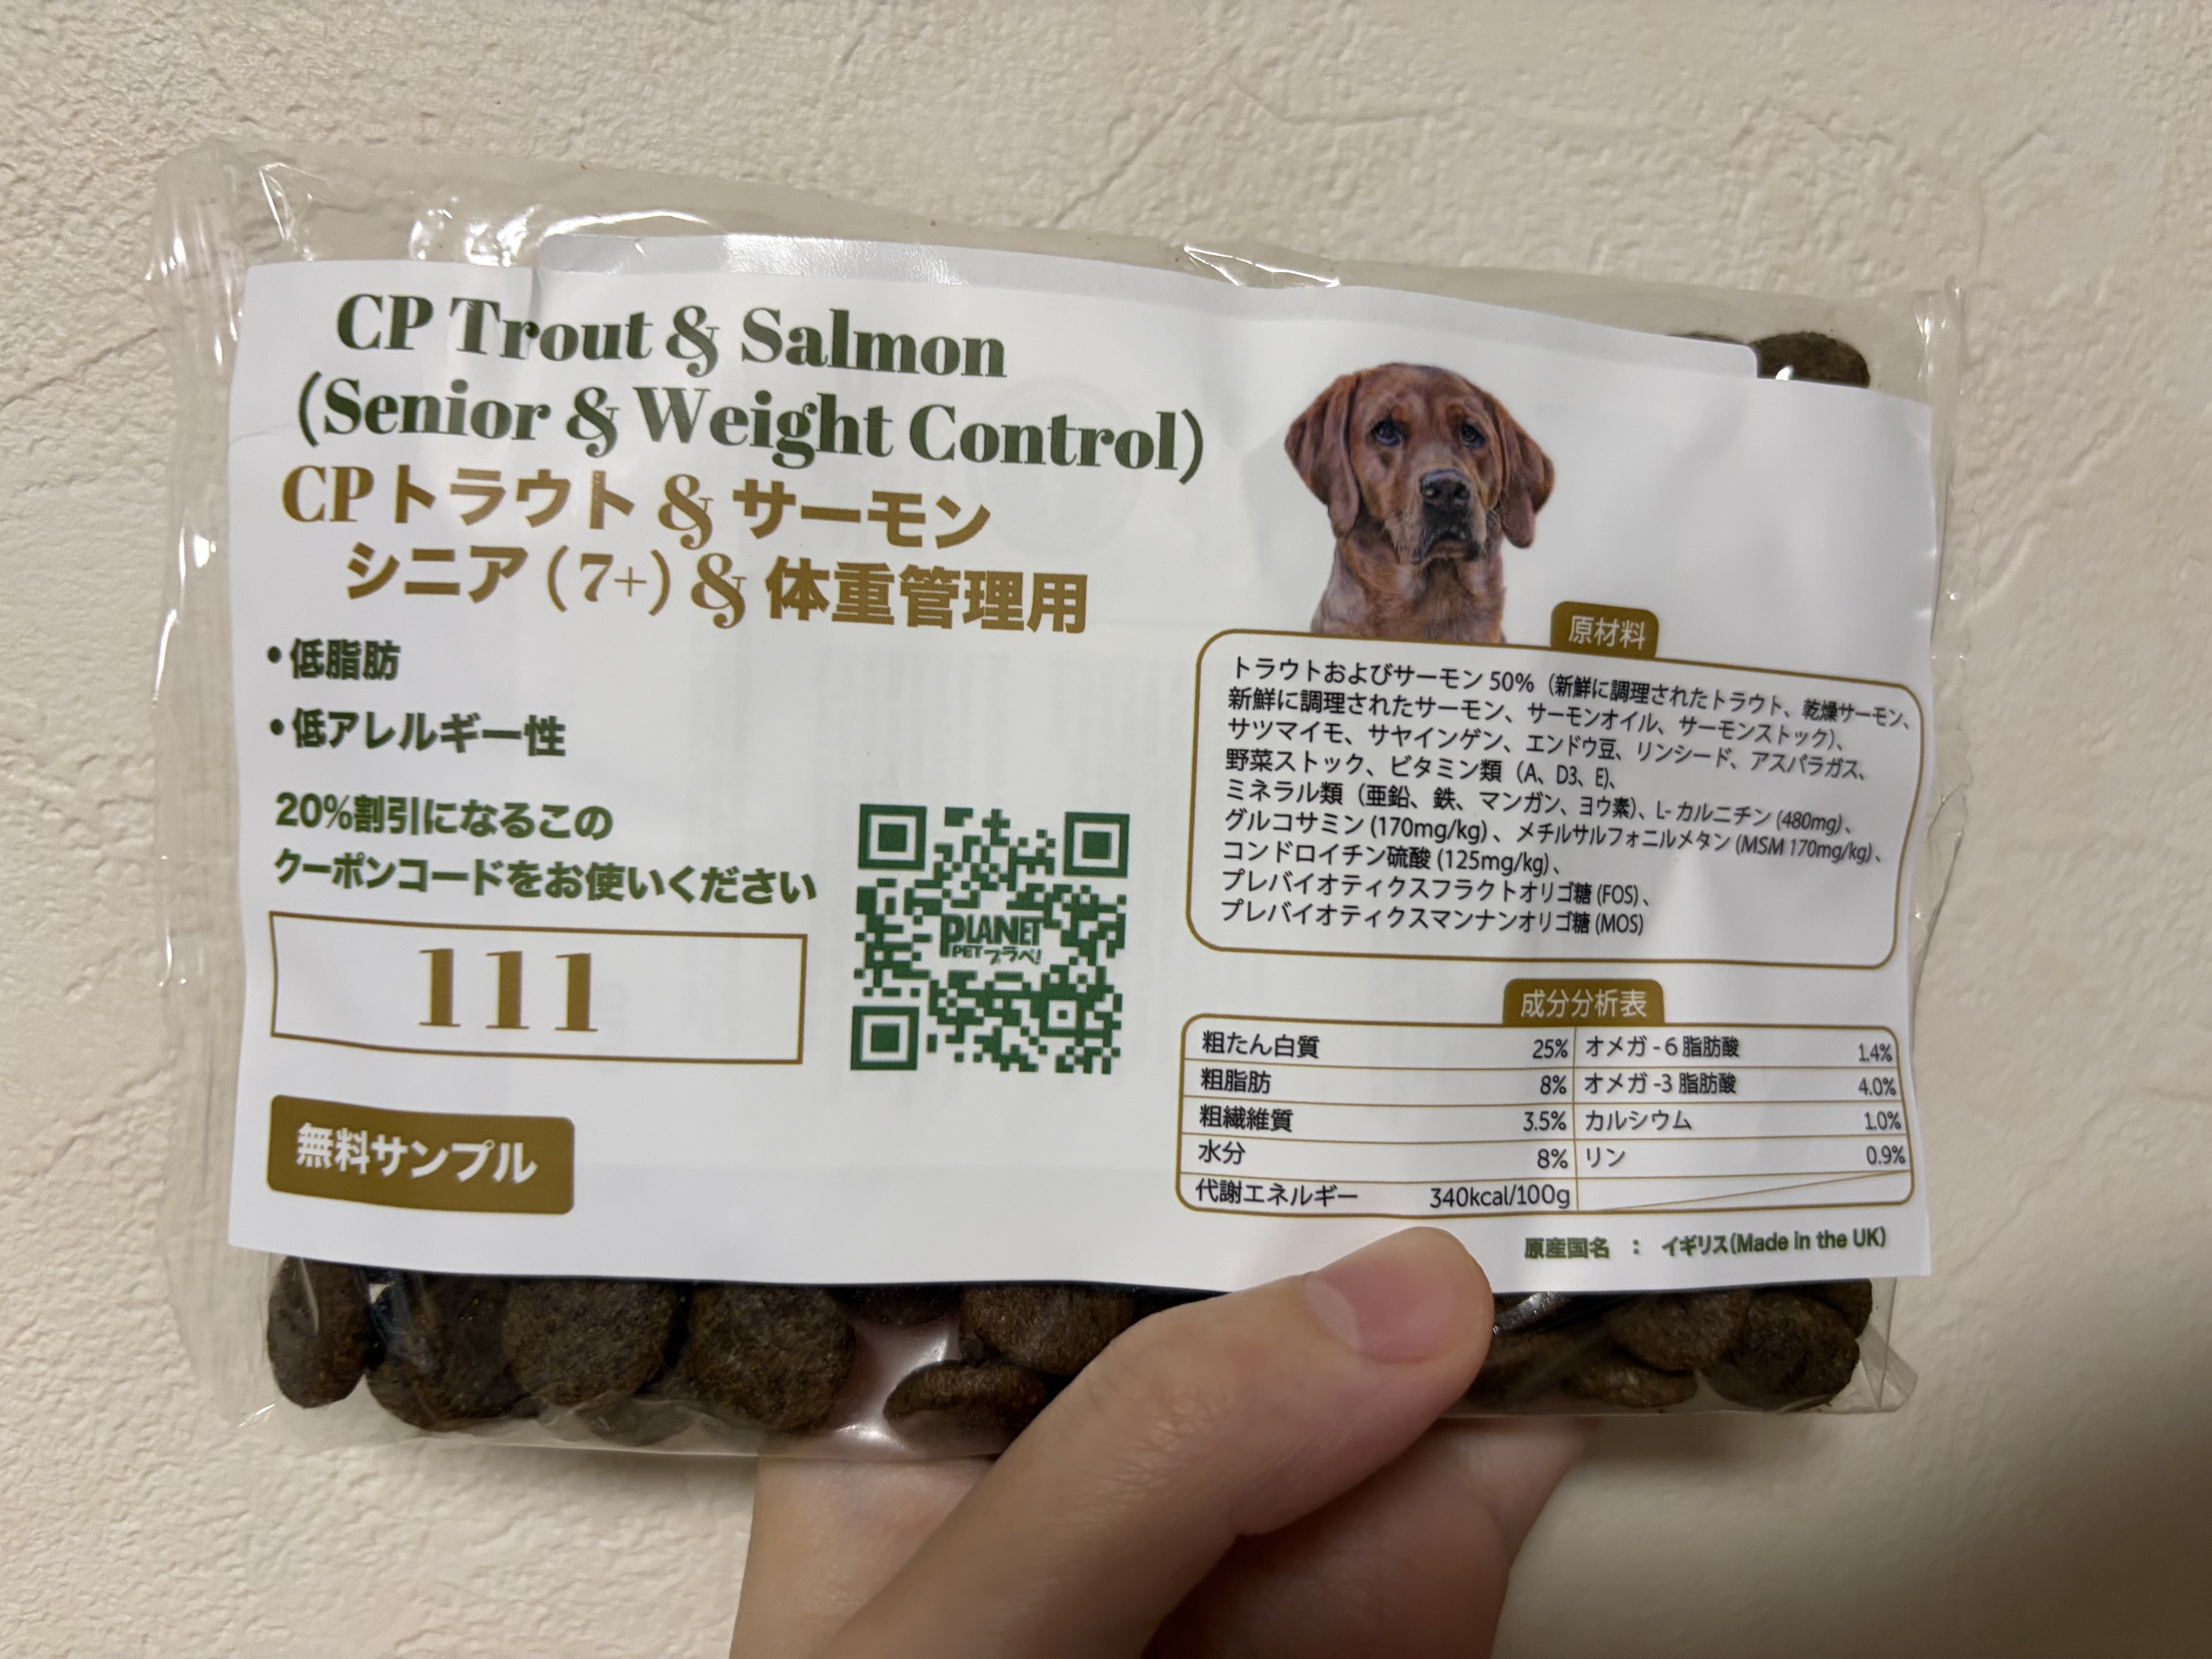 CP Trout & Salmon
(Senior & Weight Control)
CPトラウト & サーモン
シニア (7+) & 体重管理用
• 低脂肪
• 低アレルギー性
20%割引になるこの
クーポンコードをお使いください
111
PLANET
PETプラペ!
無料サンプル
原材料
トラウトおよびサーモン 50%（新鮮に調理されたトラウト、乾燥サーモン、
新鮮に調理されたサーモン、サーモンオイル、サーモンストック)、
サツマイモ、サヤインゲン、エンドウ豆、リンシード、アスパラガス、
野菜ストック、ビタミン類（A、D3、E)、
ミネラル類（亜鉛、鉄、マンガン、ヨウ素)、L- カルニチン (480mg)、
グルコサミン (170mg/kg)、メチルサルフォニルメタン (MSM 170mg/kg)、
コンドロイチン硫酸 (125mg/kg)、
プレバイオティクスフラクトオリゴ糖 (FOS)、
プレバイオティクスマンナンオリゴ糖 (MOS)
成分分析表
粗たん白質 25% オメガ - 6 脂肪酸 1.4%
粗脂肪 8% オメガ -3 脂肪酸 4.0%
粗繊維質 3.5% カルシウム 1.0%
水分 8% リン 0.9%
代謝エネルギー 340kcal/100g
原産国名 : イギリス(Made in the UK)